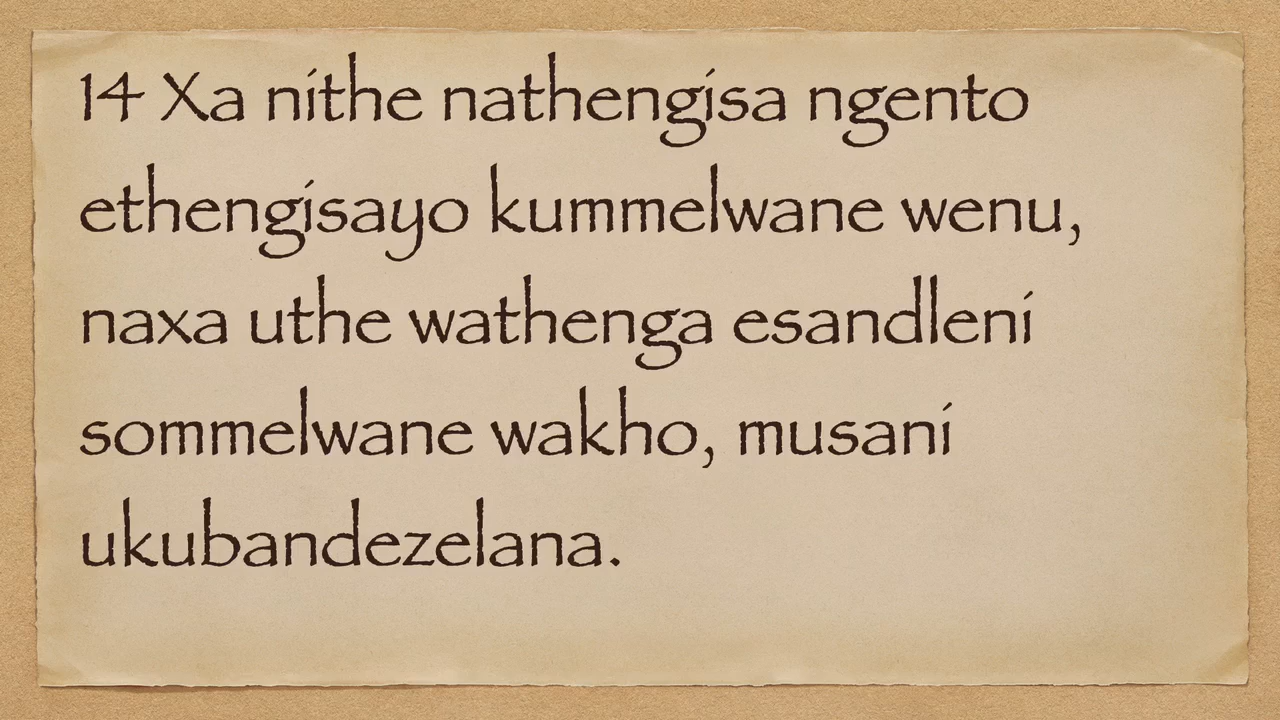 14 Xa nithe nathengisa ngento
ethengisayo kummelwane wenu,
naxa uthe wathenga esandleni
sommelwane wakho, musani
ukubandezelana.